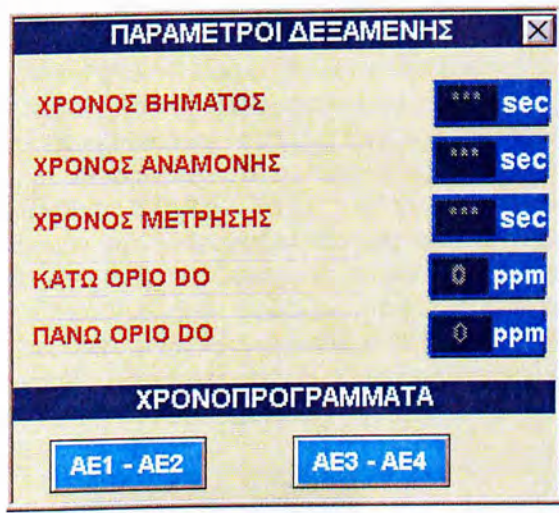 ΠΑΡΑΜΕΤΡΟΙ ΔΕΞΑΜΕΝΗΣ
ΧΡΟΝΟΣ ΒΗΜΑΤΟΣ *** sec
ΧΡΟΝΟΣ ΑΝΑΜΟΝΗΣ *** sec
ΧΡΟΝΟΣ ΜΕΤΡΗΣΗΣ *** sec
ΚΑΤΩ ΟΡΙΟ DO 0 ppm
ΠΑΝΩ ΟΡΙΟ DO 0 ppm
ΧΡΟΝΟΠΡΟΓΡΑΜΜΑΤΑ
ΑΕ1 - ΑΕ2 ΑΕ3 - ΑΕ4